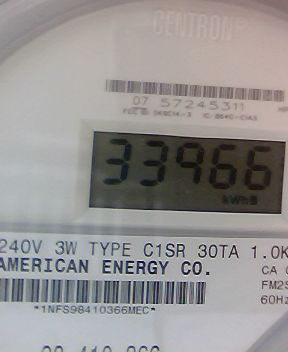 CENTRON
07 57245311
33966
kWh
240V 3W TYPE C1SR 30TA 1.0K
AMERICAN ENERGY CO.
CA
FM2S
60Hz
*1NFS98410366MEC*